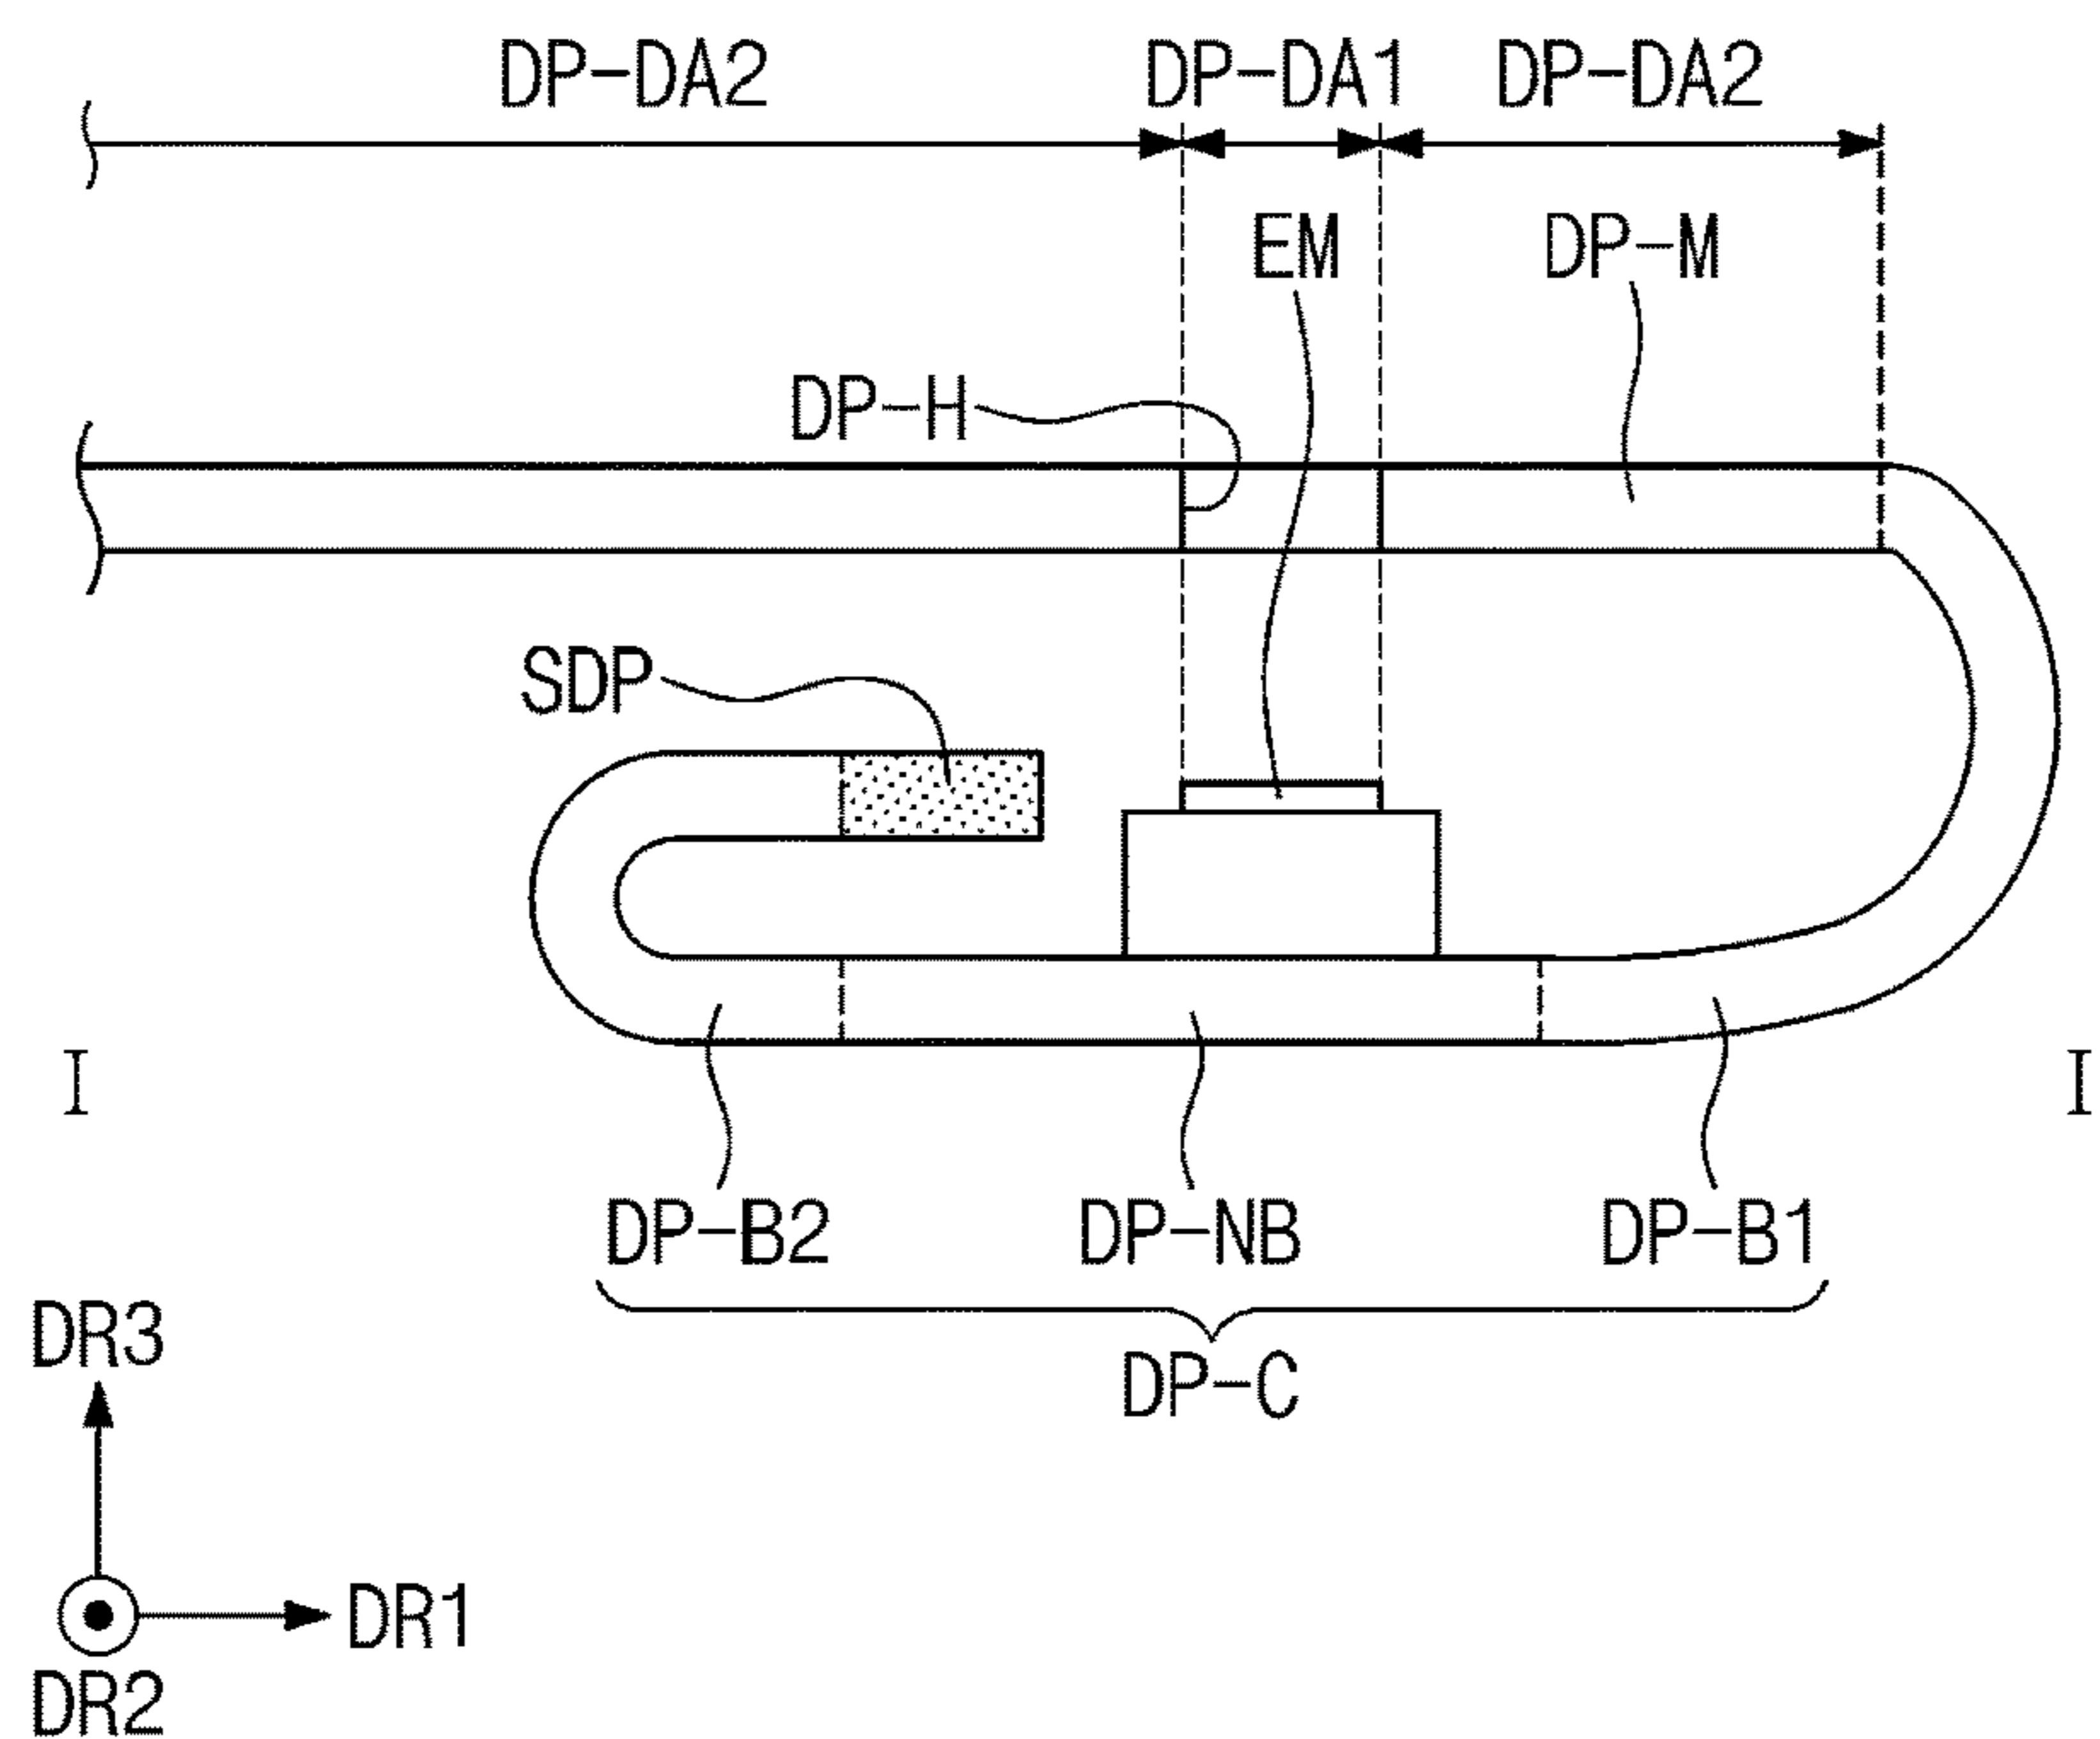 DP-DA2 DP-DA1 DP-DA2
EM DP-M
DP-H
SDP
I I
DP-B2 DP-NB DP-B1
DP-C
DR3
DR1
DR2